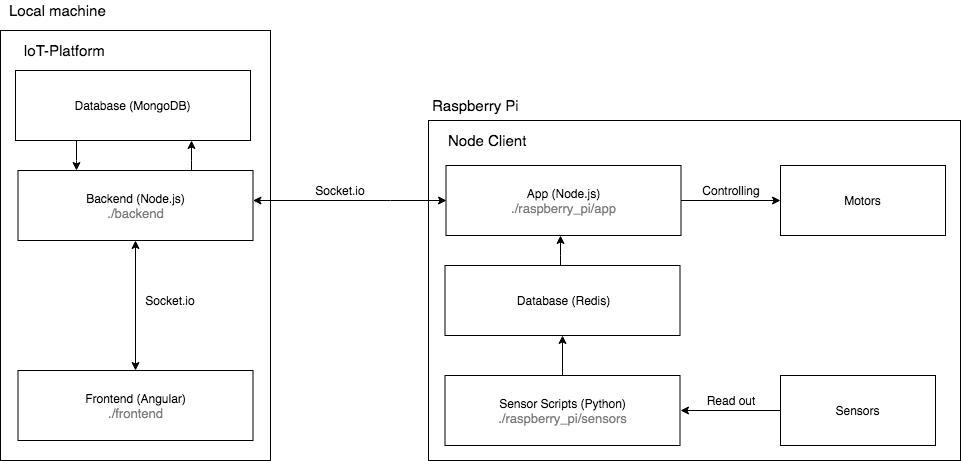 Local machine
IoT-Platform
Database (MongoDB)
Backend (Node.js)
./backend
Socket.io
Frontend (Angular)
./frontend
Socket.io
Raspberry Pi
Node Client
App (Node.js)
./raspberry_pi/app
Controlling
Motors
Database (Redis)
Sensor Scripts (Python)
./raspberry_pi/sensors
Read out
Sensors